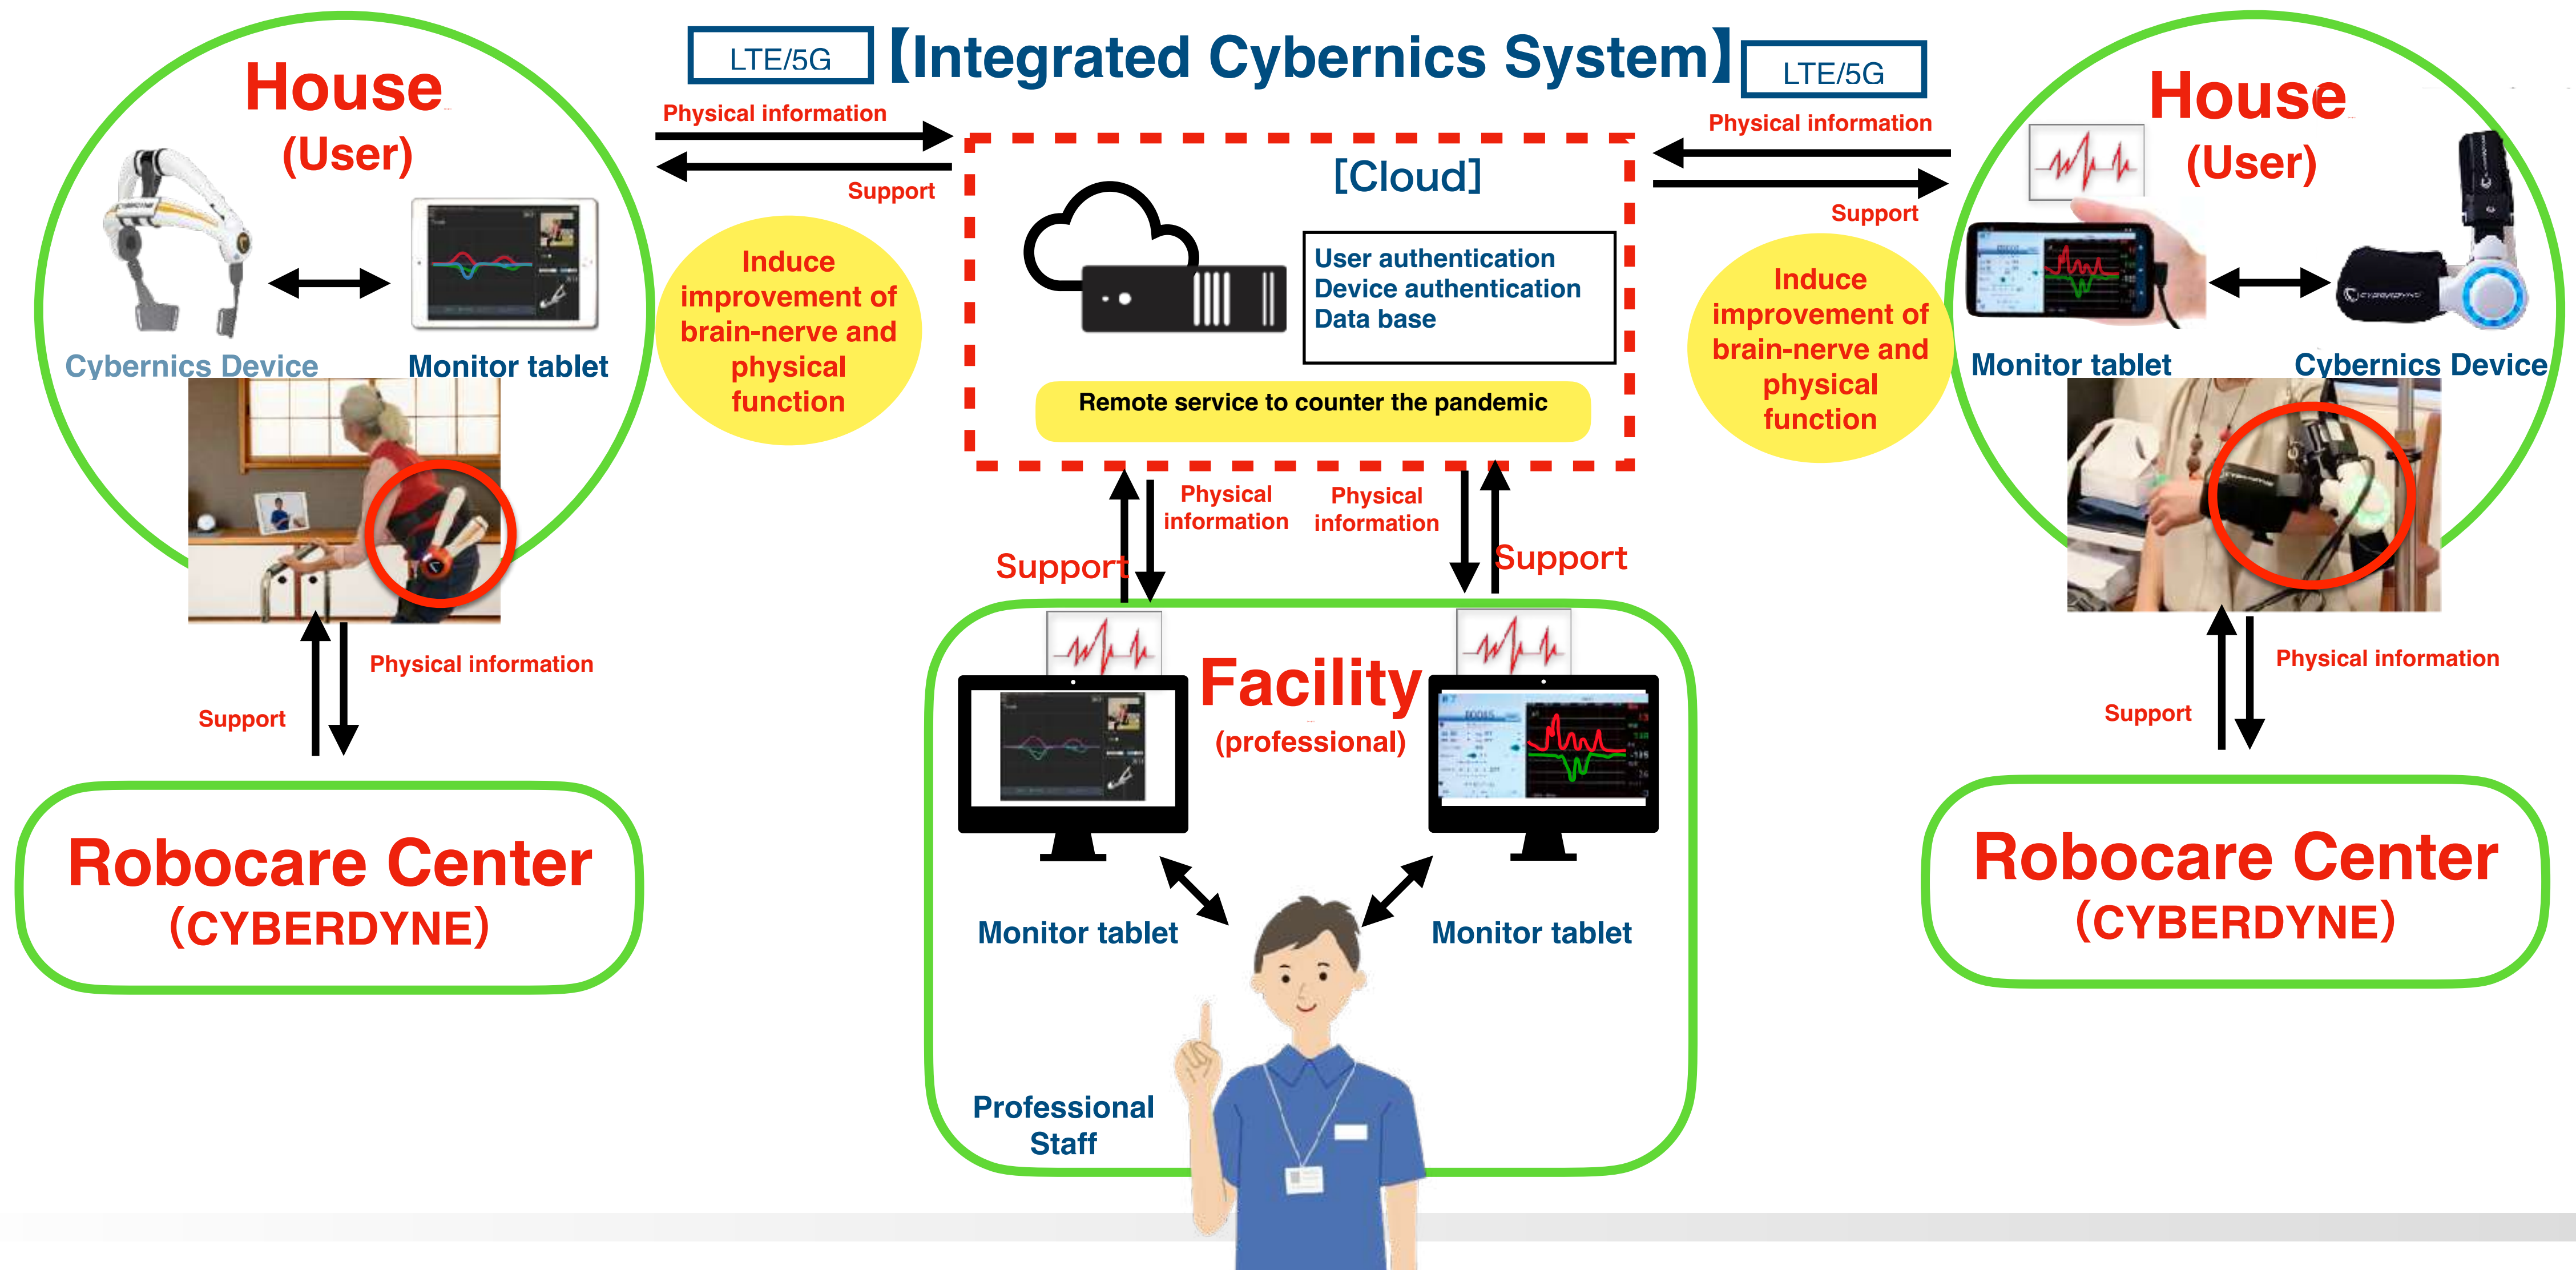 LTE/5G
【Integrated Cybernics System】
LTE/5G
House
(User)
CYBERDYNE
Cybernics Device
Monitor tablet
Physical information
Support
Induce
improvement of
brain-nerve and
physical
function
[Cloud]
User authentication
Device authentication
Data base
Remote service to counter the pandemic
Physical information
Support
Induce
improvement of
brain-nerve and
physical
function
House
(User)
CYBERDYNE
Monitor tablet
Cybernics Device
Physical information
Support
Robocare Center
(CYBERDYNE)
Support
Physical
information
Physical
information
Support
Facility
(professional)
Monitor tablet
Monitor tablet
Professional
Staff
Physical information
Support
Robocare Center
(CYBERDYNE)